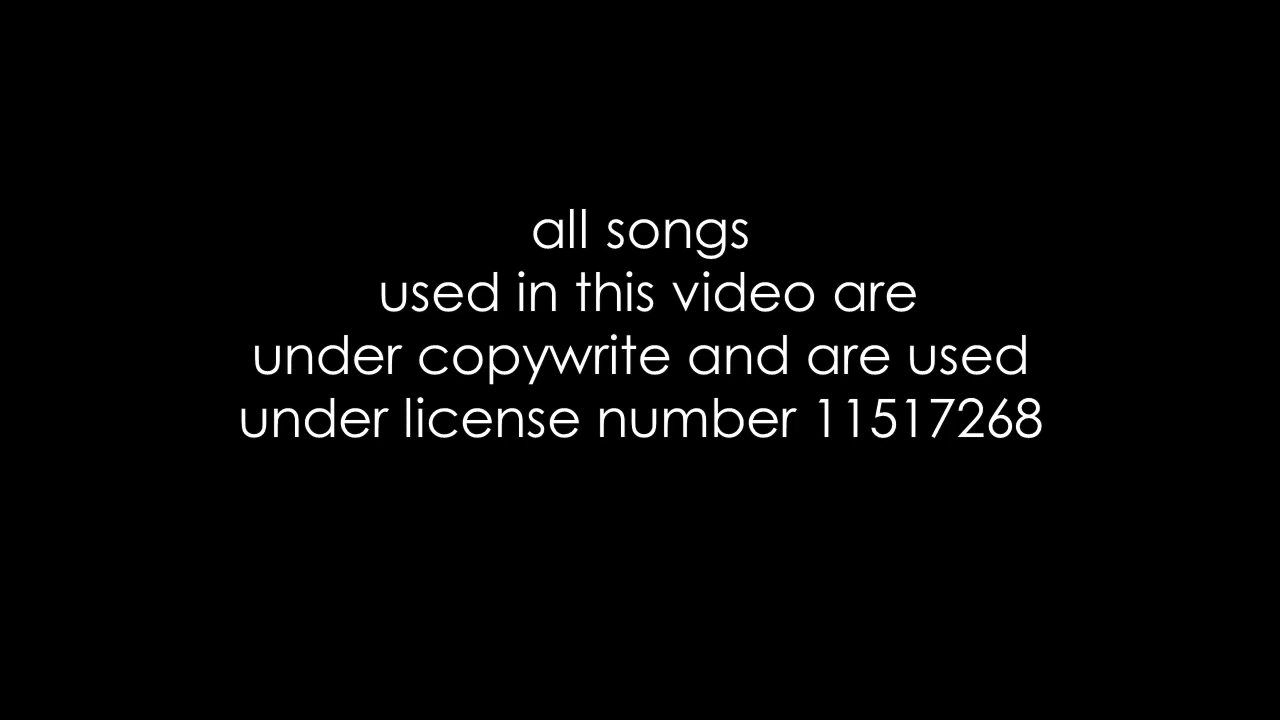 all songs
used in this video are
under copywrite and are used
under license number 11517268